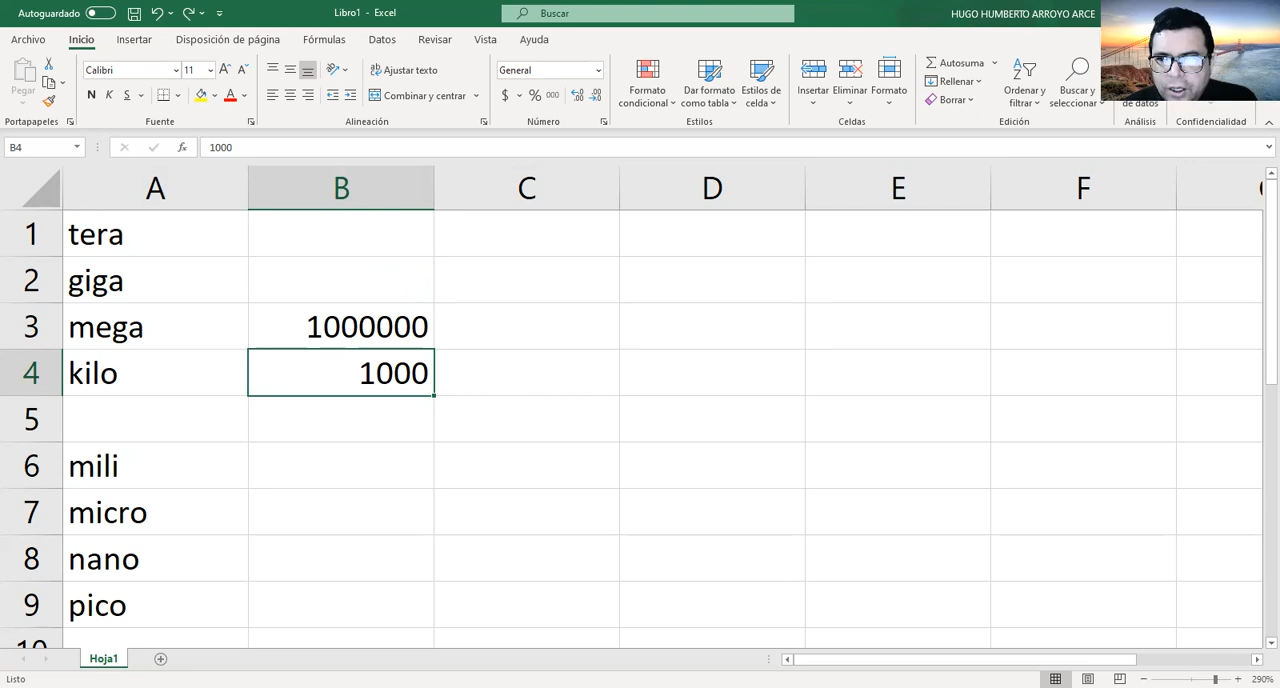 Autoguardado
Libro1 - Excel
Buscar
HUGO HUMBERTO ARROYO ARCE
Archivo Inicio Insertar Disposición de página Fórmulas Datos Revisar Vista Ayuda
Pegar
Calibri 11
N K S
Ajustar texto
Combinar y centrar
General
$ % 000
Formato condicional
Dar formato como tabla
Estilos de celda
Insertar Eliminar Formato
Autosuma
Rellenar
Borrar
Ordenar y filtrar
Buscar y seleccionar
de datos
Portapapeles Fuente Alineación Número Estilos Celdas Edición Análisis Confidencialidad
B4 fx 1000
A B C D E F
1 tera
2 giga
3 mega 1000000
4 kilo 1000
5
6 mili
7 micro
8 nano
9 pico
10
Hoja1
Listo
290%